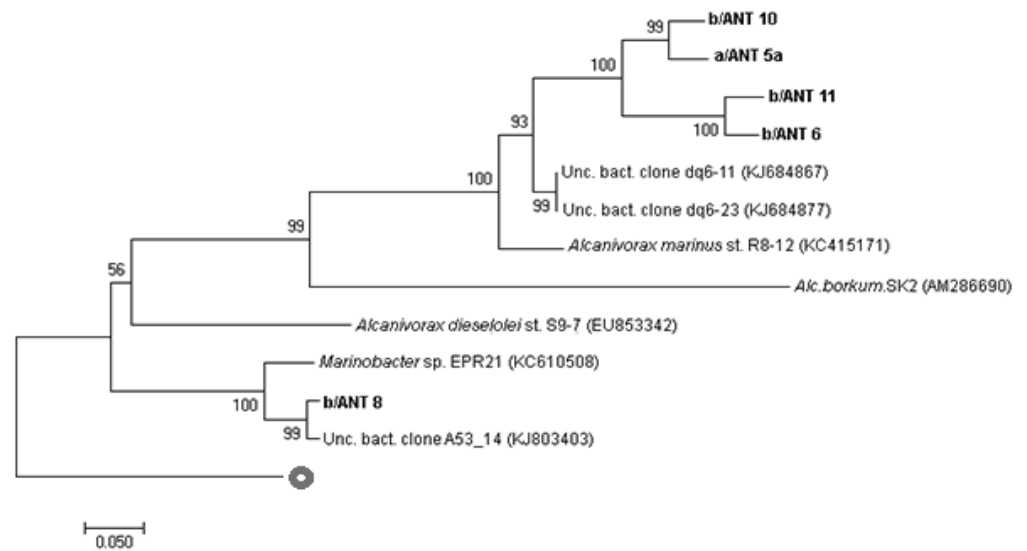 b/ANT 10
99
a/ANT 5a
100
b/ANT 11
93
100
b/ANT 6
Unc. bact. clone dq6-11 (KJ684867)
100
99
Unc. bact. clone dq6-23 (KJ684877)
99
Alcanivorax marinus st. R8-12 (KC415171)
56
Alc.borkum.SK2 (AM286690)
Alcanivorax dieselolei st. S9-7 (EU853342)
Marinobacter sp. EPR21 (KC610508)
100
b/ANT 8
99
Unc. bact. clone A53_14 (KJ803403)
0.050